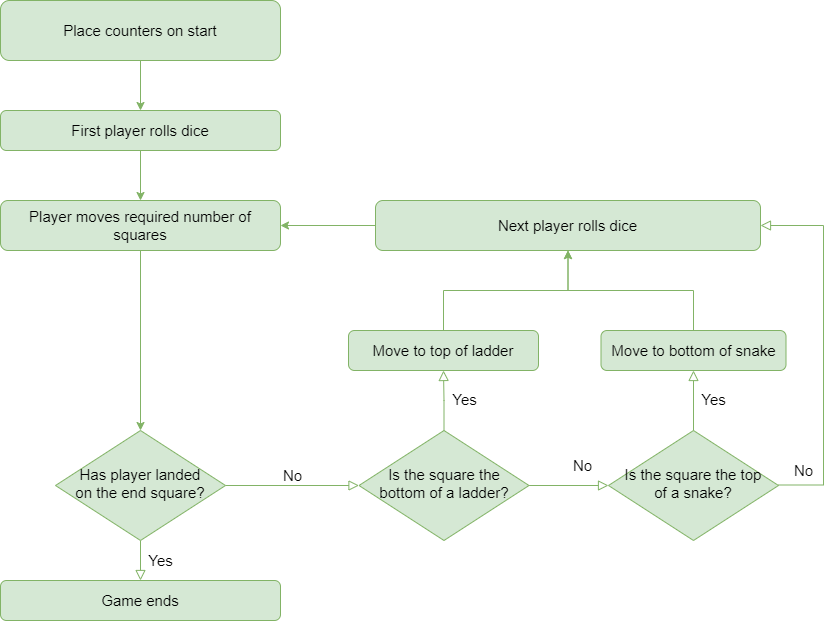 Place counters on start
First player rolls dice
Player moves required number of
squares
Next player rolls dice
Move to top of ladder
Move to bottom of snake
Yes
Yes
Has player landed
on the end square?
No
Is the square the
bottom of a ladder?
No
Is the square the top
of a snake?
No
Yes
Game ends